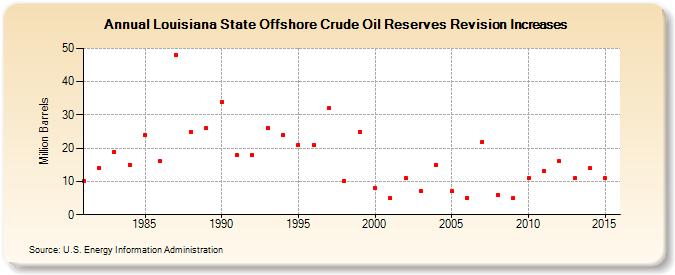 Annual Louisiana State Offshore Crude Oil Reserves Revision Increases
Million Barrels
50
40
30
20
10
0
1985 1990 1995 2000 2005 2010 2015
Source: U.S. Energy Information Administration